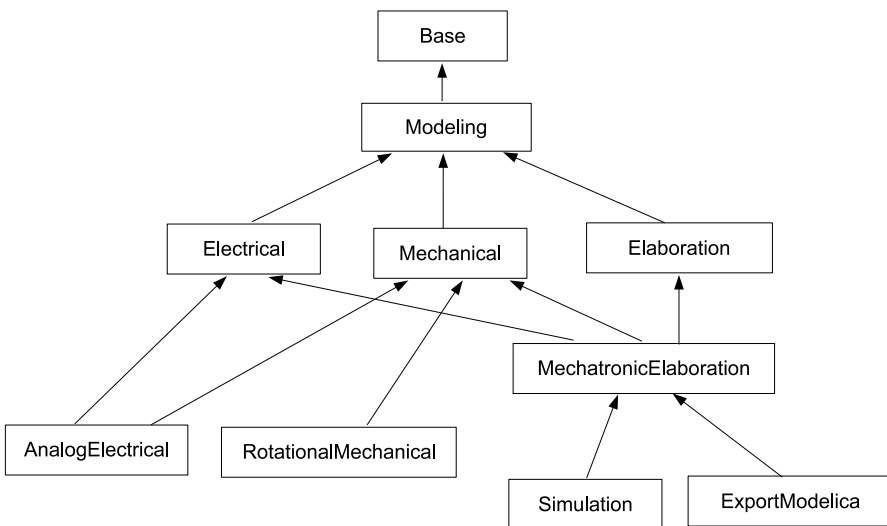 Base
Modeling
Electrical
Mechanical
Elaboration
MechatronicElaboration
AnalogElectrical
RotationalMechanical
Simulation
ExportModelica